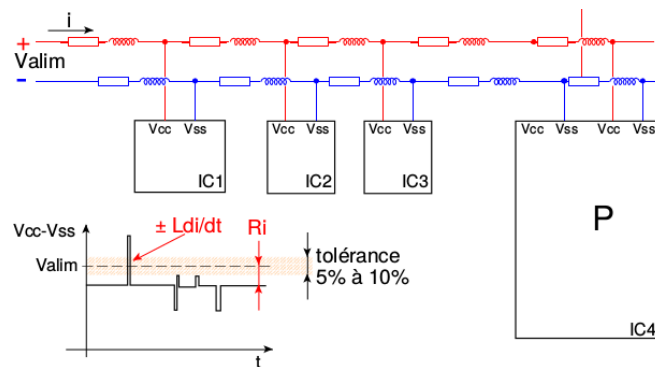 i
+
Valim
-
Vcc Vss
IC1
Vcc Vss
IC2
Vcc Vss
IC3
Vcc Vss Vcc Vss
P
IC4
Vcc-Vss
± Ldi/dt
Ri
Valim
tolérance
5% à 10%
t